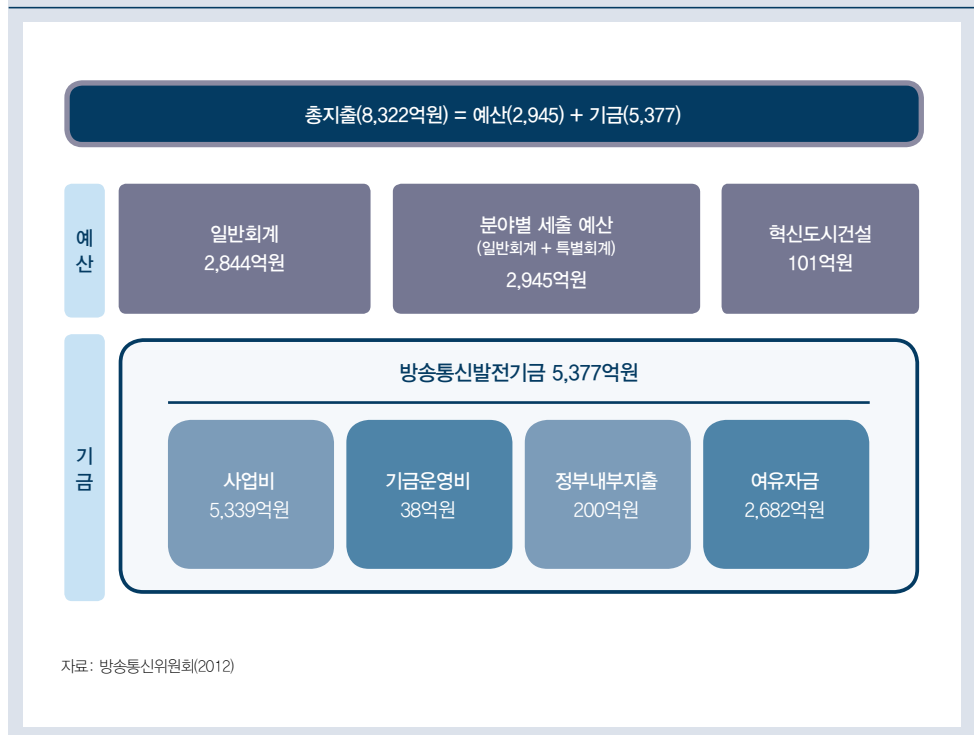 총지출(8,322억원) = 예산(2,945) + 기금(5,377)
예
산
일반회계
2,844억원
분야별 세출 예산
(일반회계 + 특별회계)
2,945억원
혁신도시건설
101억원
기
금
방송통신발전기금 5,377억원
사업비
5,339억원
기금운영비
38억원
정부내부지출
200억원
여유자금
2,682억원
자료: 방송통신위원회(2012)